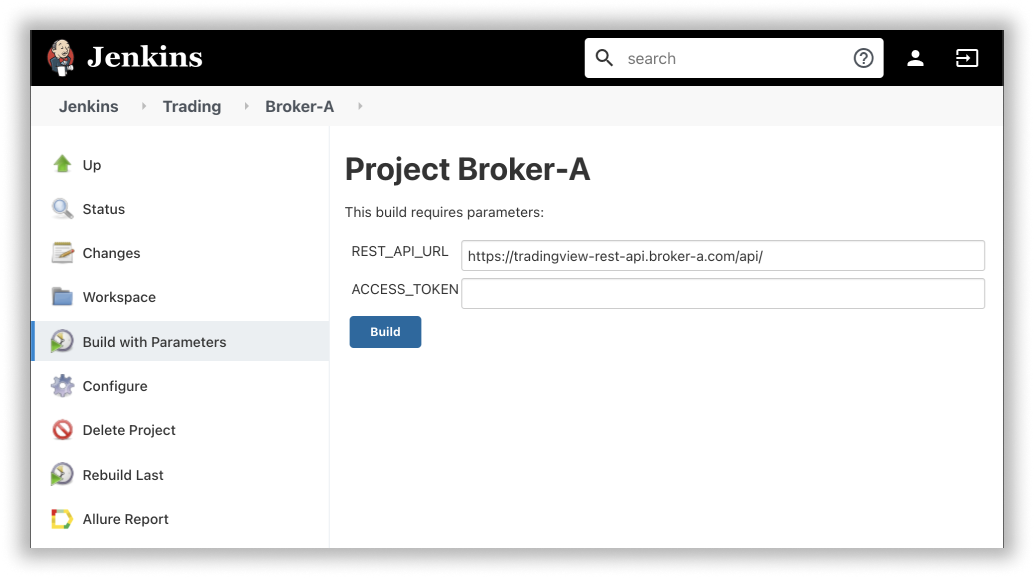 Jenkins
search
Jenkins Trading Broker-A
Up
Status
Changes
Workspace
Build with Parameters
Configure
Delete Project
Rebuild Last
Allure Report
Project Broker-A
This build requires parameters:
REST_API_URL https://tradingview-rest-api.broker-a.com/api/
ACCESS_TOKEN
Build